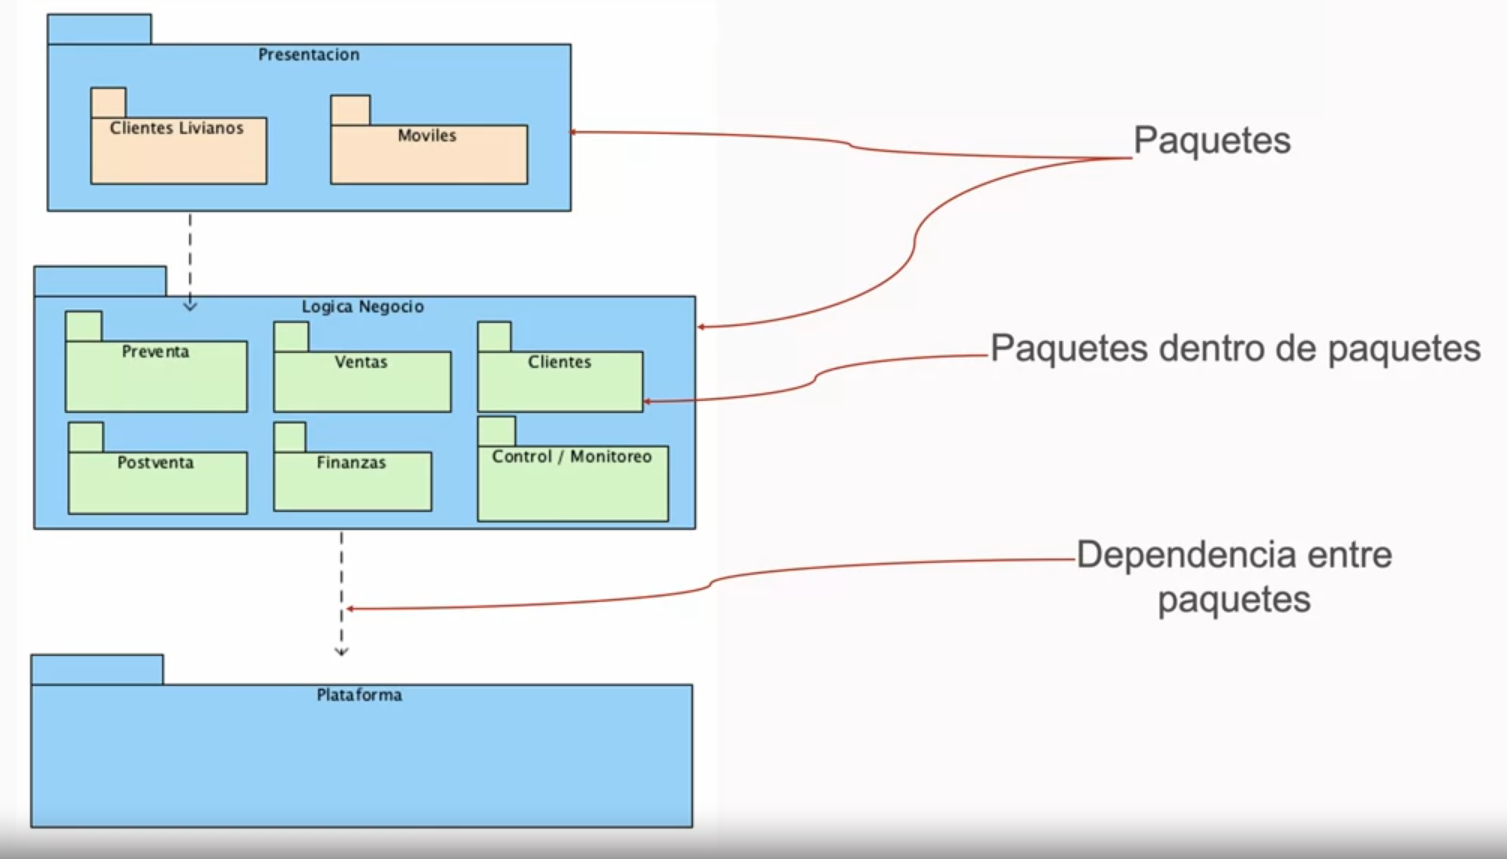 Presentacion
Clientes Livianos
Moviles
Paquetes
Logica Negocio
Preventa
Ventas
Clientes
Paquetes dentro de paquetes
Postventa
Finanzas
Control / Monitoreo
Dependencia entre
paquetes
Plataforma